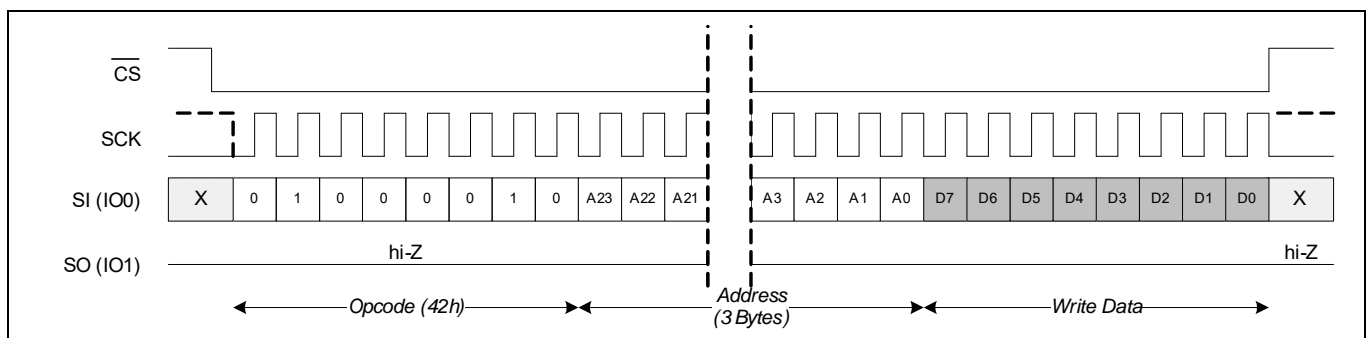 CS
SCK
SI (IO0) X 0 1 0 0 0 0 1 0 A23 A22 A21 A3 A2 A1 A0 D7 D6 D5 D4 D3 D2 D1 D0 X
hi-Z hi-Z
SO (IO1)
Opcode (42h) Address Write Data
(3 Bytes)